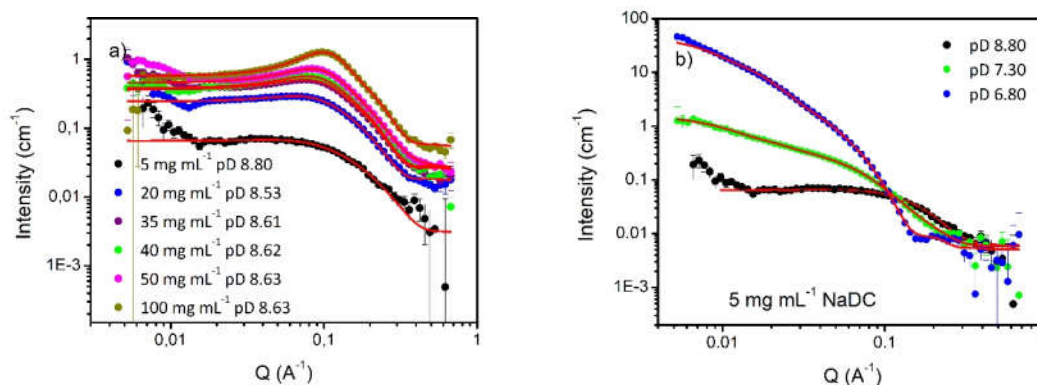 a)
Intensity (cm⁻¹)
1
0,1
0,01
1E-3
5 mg mL⁻¹ pD 8.80
20 mg mL⁻¹ pD 8.53
35 mg mL⁻¹ pD 8.61
40 mg mL⁻¹ pD 8.62
50 mg mL⁻¹ pD 8.63
100 mg mL⁻¹ pD 8.63
0,01
0,1
1
Q (A⁻¹)
b)
Intensity (cm⁻¹)
100
10
1
0.1
0.01
1E-3
pD 8.80
pD 7.30
pD 6.80
5 mg mL⁻¹ NaDC
0.01
0.1
Q (A⁻¹)